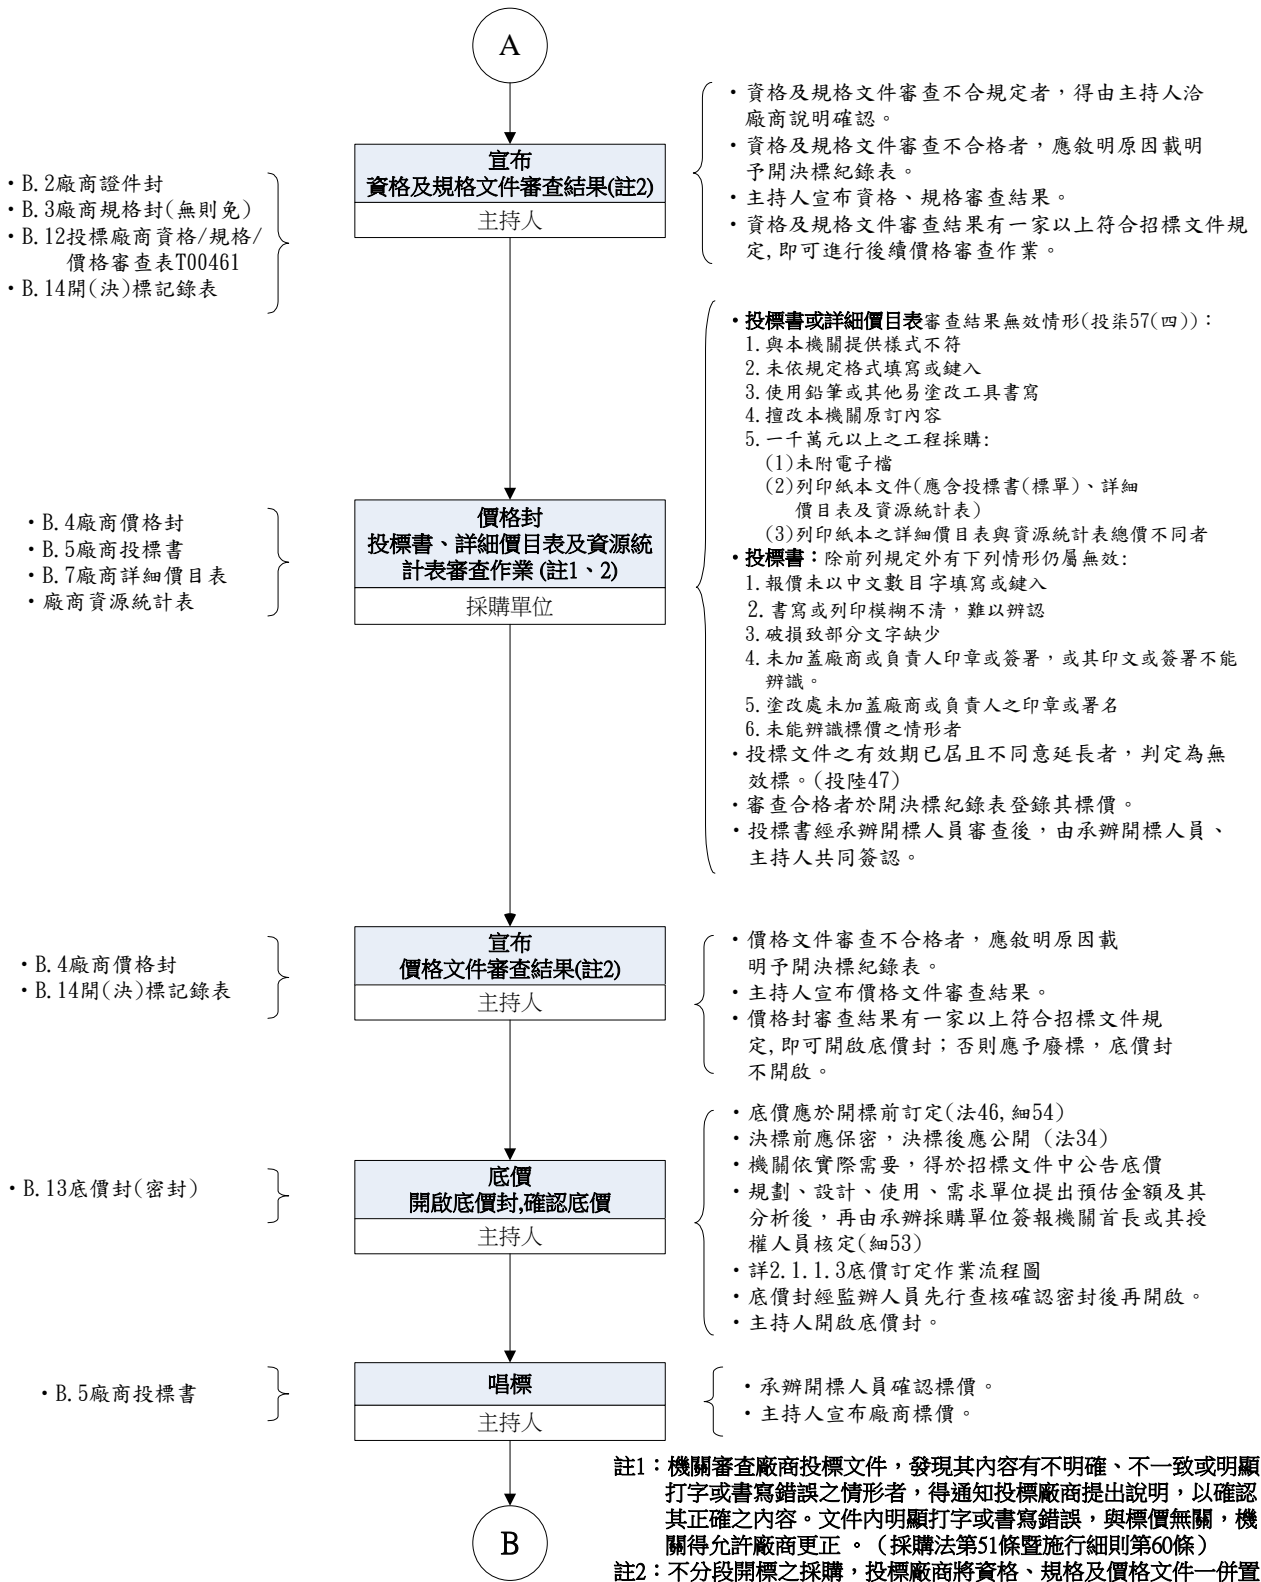 A
宣布
資格及規格文件審查結果(註2)
主持人
・B.2廠商證件封
・B.3廠商規格封(無則免)
・B.12投標廠商資格/規格/
價格審查表T00461
・B.14開(決)標記錄表
・資格及規格文件審查不合規定者，得由主持人洽
廠商說明確認。
・資格及規格文件審查不合格者，應敘明原因載明
予開決標紀錄表。
・主持人宣布資格、規格審查結果。
・資格及規格文件審查結果有一家以上符合招標文件規
定,即可進行後續價格審查作業。
價格封
投標書、詳細價目表及資源統
計表審查作業 (註1、2)
採購單位
・B.4廠商價格封
・B.5廠商投標書
・B.7廠商詳細價目表
・廠商資源統計表
・投標書或詳細價目表審查結果無效情形(投柒57(四))：
1.與本機關提供樣式不符
2.未依規定格式填寫或鍵入
3.使用鉛筆或其他易塗改工具書寫
4.擅改本機關原訂內容
5.一千萬元以上之工程採購:
(1)未附電子檔
(2)列印紙本文件(應含投標書(標單)、詳細
價目表及資源統計表)
(3)列印紙本之詳細價目表與資源統計表總價不同者
・投標書：除前列規定外有下列情形仍屬無效:
1.報價未以中文數目字填寫或鍵入
2.書寫或列印模糊不清，難以辨認
3.破損致部分文字缺少
4.未加蓋廠商或負責人印章或簽署，或其印文或簽署不能
辨識。
5.塗改處未加蓋廠商或負責人之印章或署名
6.未能辨識標價之情形者
・投標文件之有效期已屆且不同意延長者，判定為無
效標。(投陸47)
・審查合格者於開決標紀錄表登錄其標價。
・投標書經承辦開標人員審查後，由承辦開標人員、
主持人共同簽認。
宣布
價格文件審查結果(註2)
主持人
・B.4廠商價格封
・B.14開(決)標記錄表
・價格文件審查不合格者，應敘明原因載
明予開決標紀錄表。
・主持人宣布價格文件審查結果。
・價格封審查結果有一家以上符合招標文件規
定,即可開啟底價封；否則應予廢標，底價封
不開啟。
底價
開啟底價封,確認底價
主持人
・B.13底價封(密封)
・底價應於開標前訂定(法46,細54)
・決標前應保密，決標後應公開 (法34)
・機關依實際需要，得於招標文件中公告底價
・規劃、設計、使用、需求單位提出預估金額及其
分析後，再由承辦採購單位簽報機關首長或其授
權人員核定(細53)
・詳2.1.1.3底價訂定作業流程圖
・底價封經監辦人員先行查核確認密封後再開啟。
・主持人開啟底價封。
唱標
主持人
・B.5廠商投標書
・承辦開標人員確認標價。
・主持人宣布廠商標價。
B
註1：機關審查廠商投標文件，發現其內容有不明確、不一致或明顯
打字或書寫錯誤之情形者，得通知投標廠商提出說明，以確認
其正確之內容。文件內明顯打字或書寫錯誤，與標價無關，機
關得允許廠商更正 。（採購法第51條暨施行細則第60條）
註2：不分段開標之採購，投標廠商將資格、規格及價格文件一併置